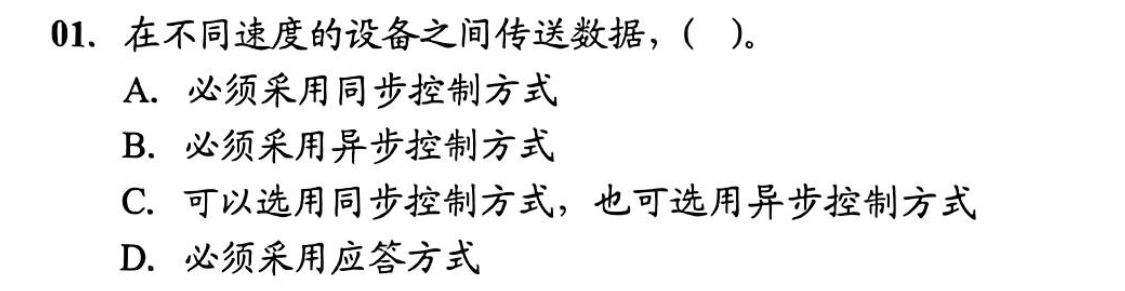 01. 在不同速度的设备之间传送数据，（ ）。
A. 必须采用同步控制方式
B. 必须采用异步控制方式
C. 可以选用同步控制方式，也可选用异步控制方式
D. 必须采用应答方式